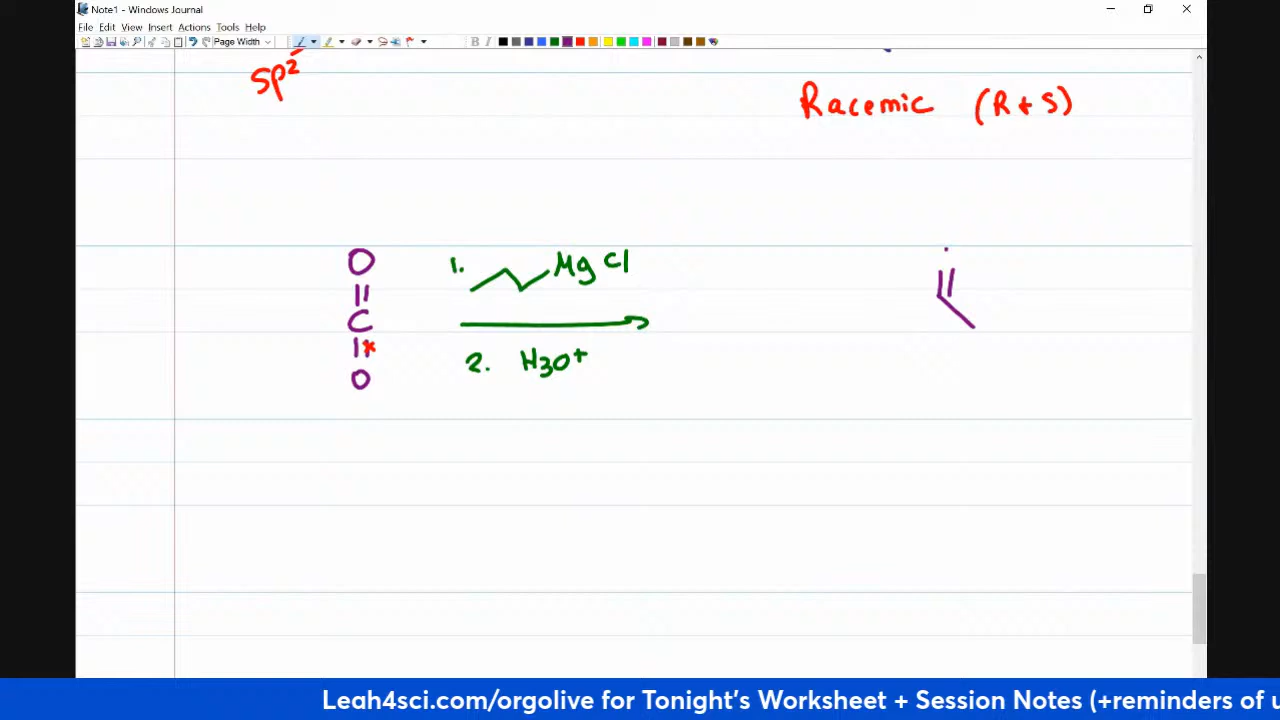 Note1 - Windows Journal
File Edit View Insert Actions Tools Help
Page Width
B I
sp2
Racemic (R + S)
O
C
O
1. MgCl
2. H3O+
Leah4sci.com/orgolive for Tonight's Worksheet + Session Notes (+reminders of u